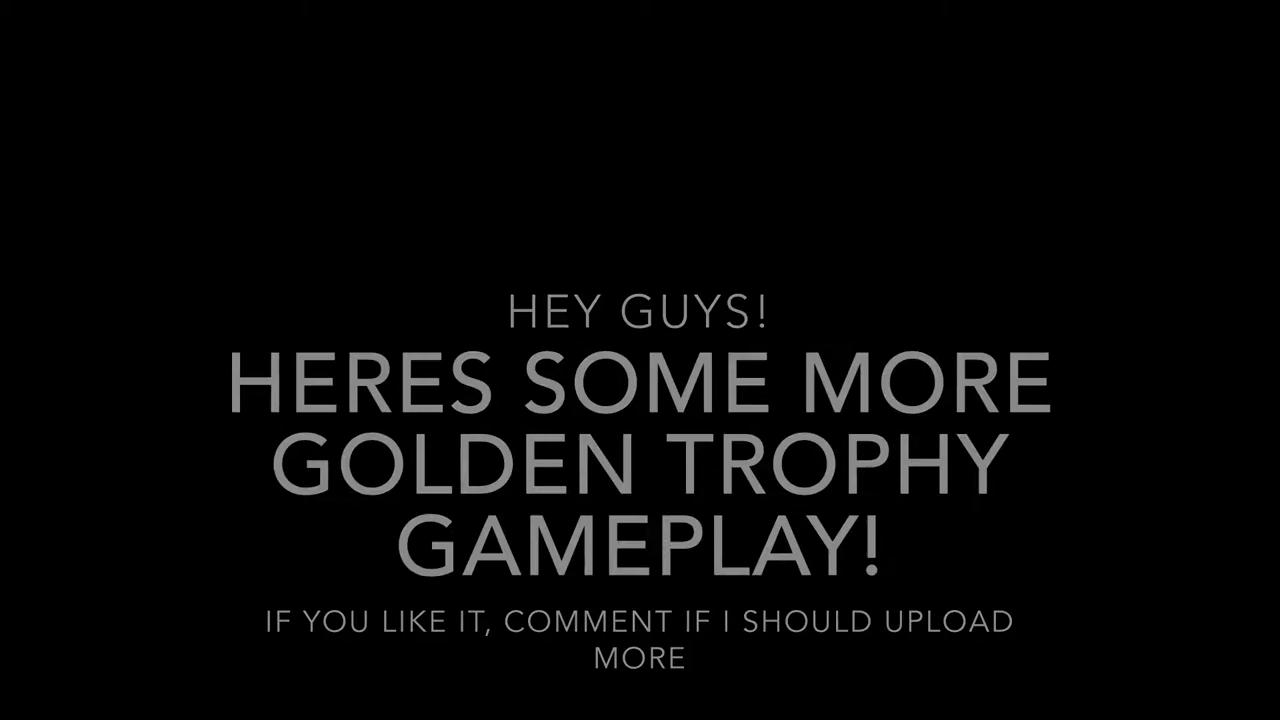 HEY GUYS!
HERES SOME MORE
GOLDEN TROPHY
GAMEPLAY!
IF YOU LIKE IT, COMMENT IF I SHOULD UPLOAD
MORE